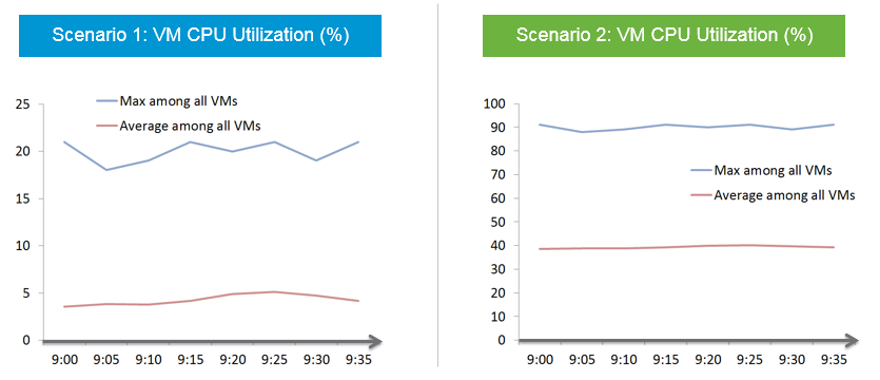 Scenario 1: VM CPU Utilization (%)
Max among all VMs
Average among all VMs
25
20
15
10
5
0
9:00 9:05 9:10 9:15 9:20 9:25 9:30 9:35
Scenario 2: VM CPU Utilization (%)
100
90
80
70
60
50
40
30
20
10
0
Max among all VMs
Average among all VMs
9:00 9:05 9:10 9:15 9:20 9:25 9:30 9:35